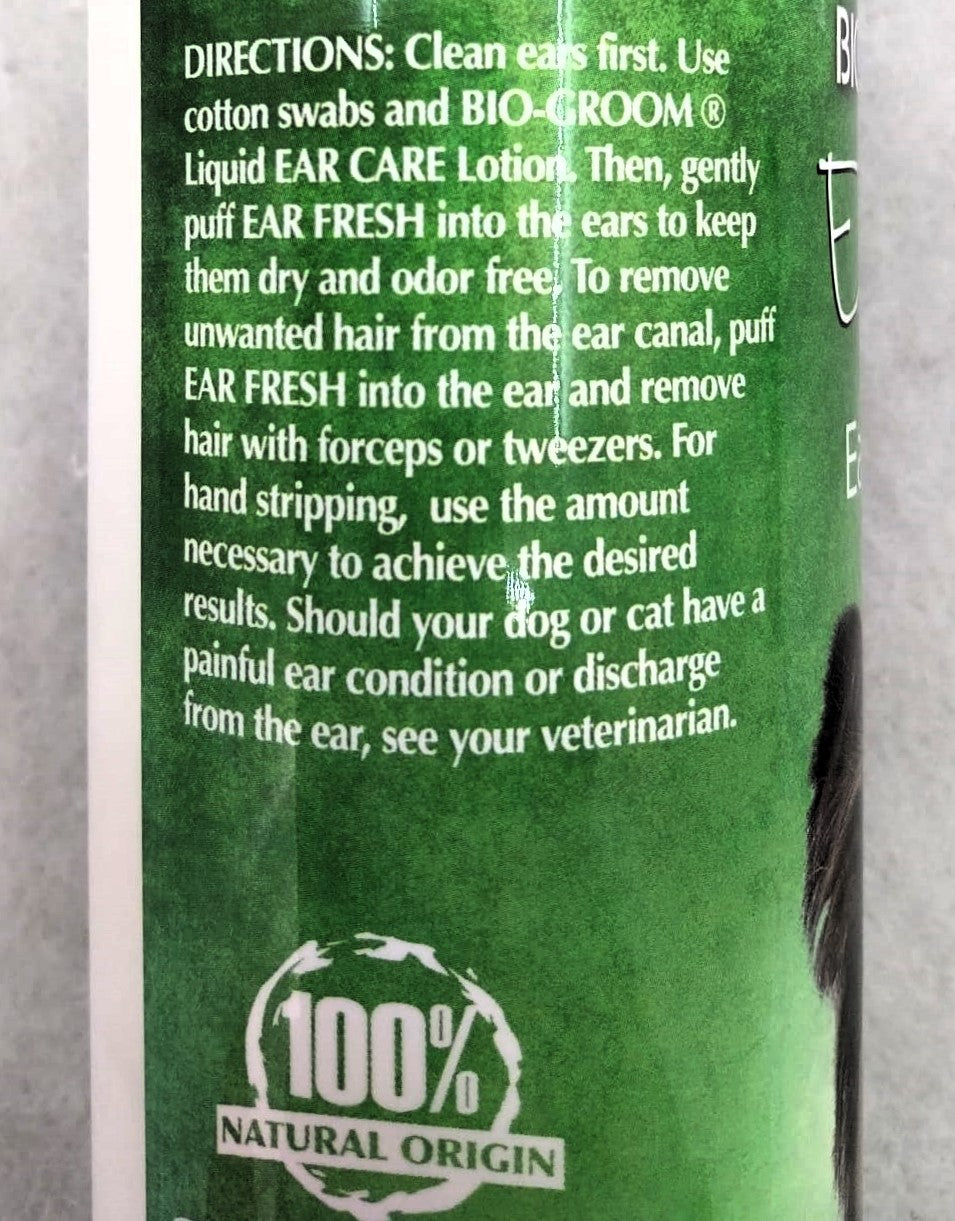 DIRECTIONS: Clean ears first. Use
cotton swabs and BIO-GROOM ®
Liquid EAR CARE Lotion. Then, gently
puff EAR FRESH into the ears to keep
them dry and odor free. To remove
unwanted hair from the ear canal, puff
EAR FRESH into the ear and remove
hair with forceps or tweezers. For
hand stripping, use the amount
necessary to achieve the desired
results. Should your dog or cat have a
painful ear condition or discharge
from the ear, see your veterinarian.
100%
NATURAL ORIGIN